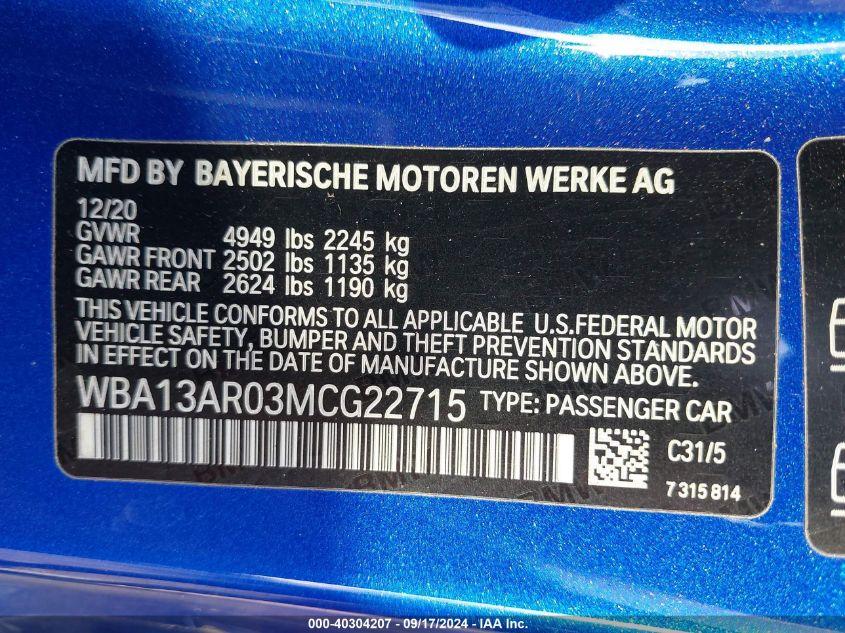 MFD BY BAYERISCHE MOTOREN WERKE AG
12/20
GVWR 4949 lbs 2245 kg
GAWR FRONT 2502 lbs 1135 kg
GAWR REAR 2624 lbs 1190 kg
THIS VEHICLE CONFORMS TO ALL APPLICABLE U.S.FEDERAL MOTOR
VEHICLE SAFETY, BUMPER AND THEFT PREVENTION STANDARDS
IN EFFECT ON THE DATE OF MANUFACTURE SHOWN ABOVE.
WBA13AR03MCG22715 TYPE: PASSENGER CAR
C31/5
7 315 814
000-40304207 - 09/17/2024 - IAA Inc.